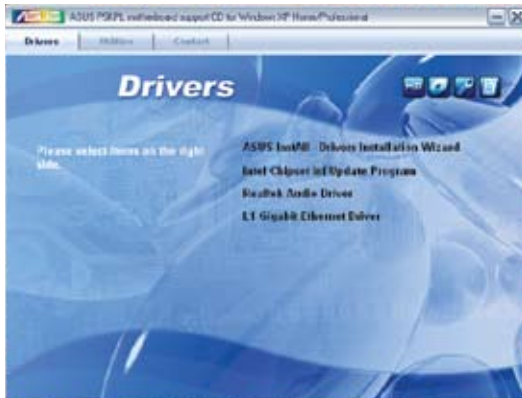 ASUS P5KPL motherboard support CD for Windows XP Home/Professional
Drivers
Utilities
Contact
Drivers
Please select items on the right side.
ASUS InstAll - Drivers Installation Wizard
Intel Chipset Inf Update Program
Realtek Audio Driver
L1 Gigabit Ethernet Driver